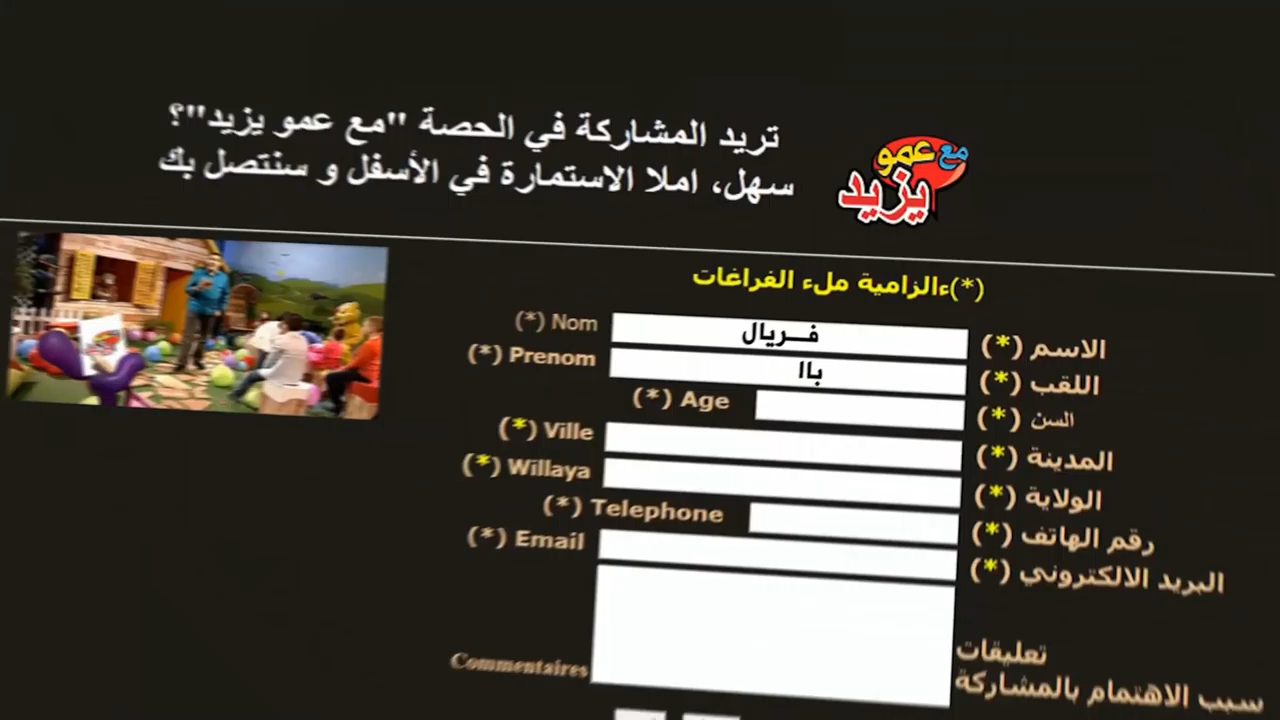 تريد المشاركة في الحصة "مع عمو يزيد"؟
سهل، املا الاستمارة في الأسفل و سنتصل بك
مع عمو
يزيد
(*)ءالزامية ملء الفراغات
الاسم (*) فـريال Nom (*)
اللقب (*) باا Prenom (*)
السن (*) Age (*)
المدينة (*) Ville (*)
الولاية (*) Willaya (*)
رقم الهاتف (*) Telephone (*)
البريد الالكتروني (*) Email (*)
تعليقات
سبب الاهتمام بالمشاركة Commentaires